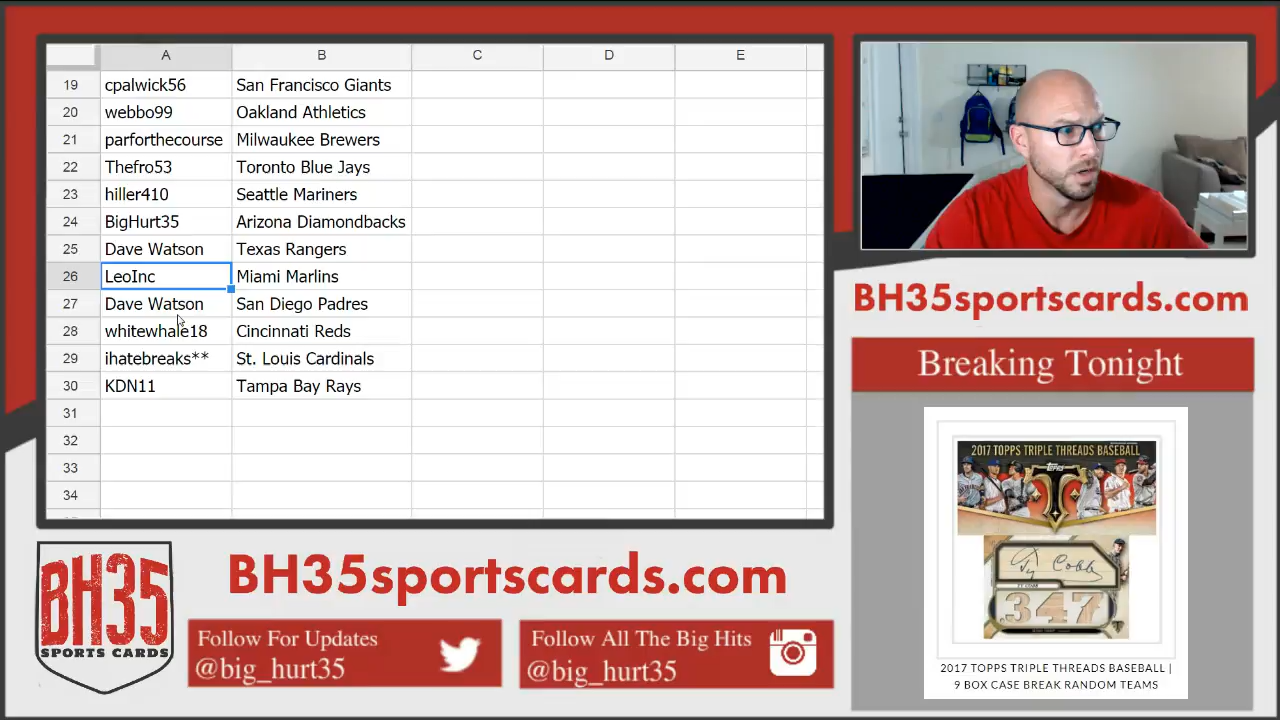 A B C D E
19 cpalwick56 San Francisco Giants
20 webbo99 Oakland Athletics
21 parforthecourse Milwaukee Brewers
22 Thefro53 Toronto Blue Jays
23 hiller410 Seattle Mariners
24 BigHurt35 Arizona Diamondbacks
25 Dave Watson Texas Rangers
26 LeoInc Miami Marlins
27 Dave Watson San Diego Padres
28 whitewhale18 Cincinnati Reds
29 ihatebreaks** St. Louis Cardinals
30 KDN11 Tampa Bay Rays
31
32
33
34
BH35sportscards.com
Breaking Tonight
2017 TOPPS TRIPLE THREADS BASEBALL
Ty Cobb
.347
2017 TOPPS TRIPLE THREADS BASEBALL |
9 BOX CASE BREAK RANDOM TEAMS
BH35
SPORTS CARDS
BH35sportscards.com
Follow For Updates
@big_hurt35
Follow All The Big Hits
@big_hurt35